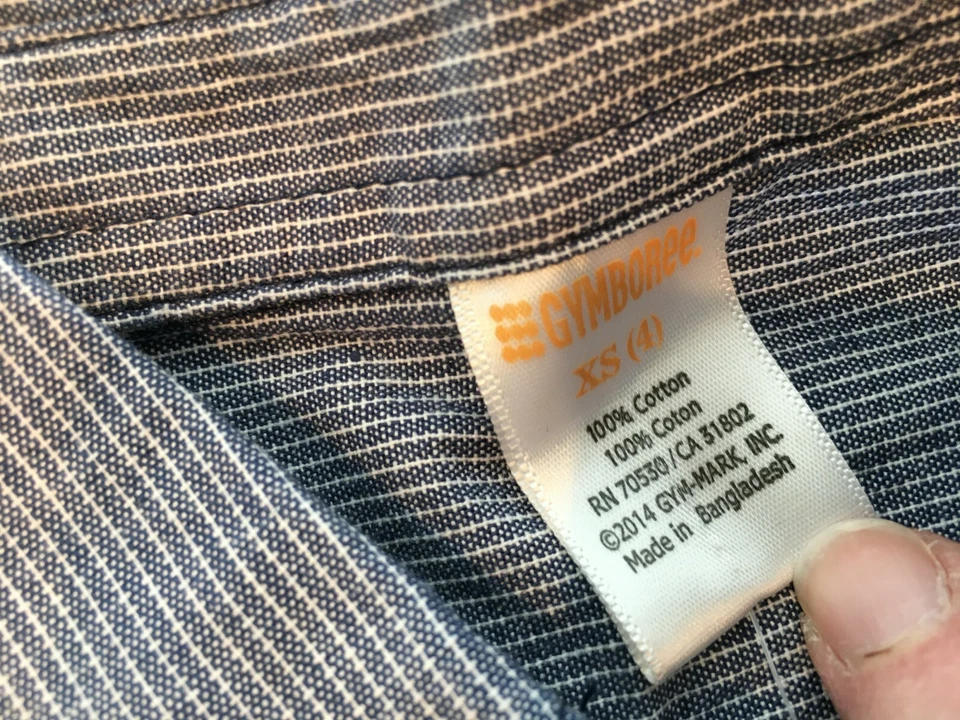 GYMBOREE.
XS (4)
100% Cotton
100% Coton
RN 70530 / CA 31802
©2014 GYM-MARK, INC.
Made in Bangladesh